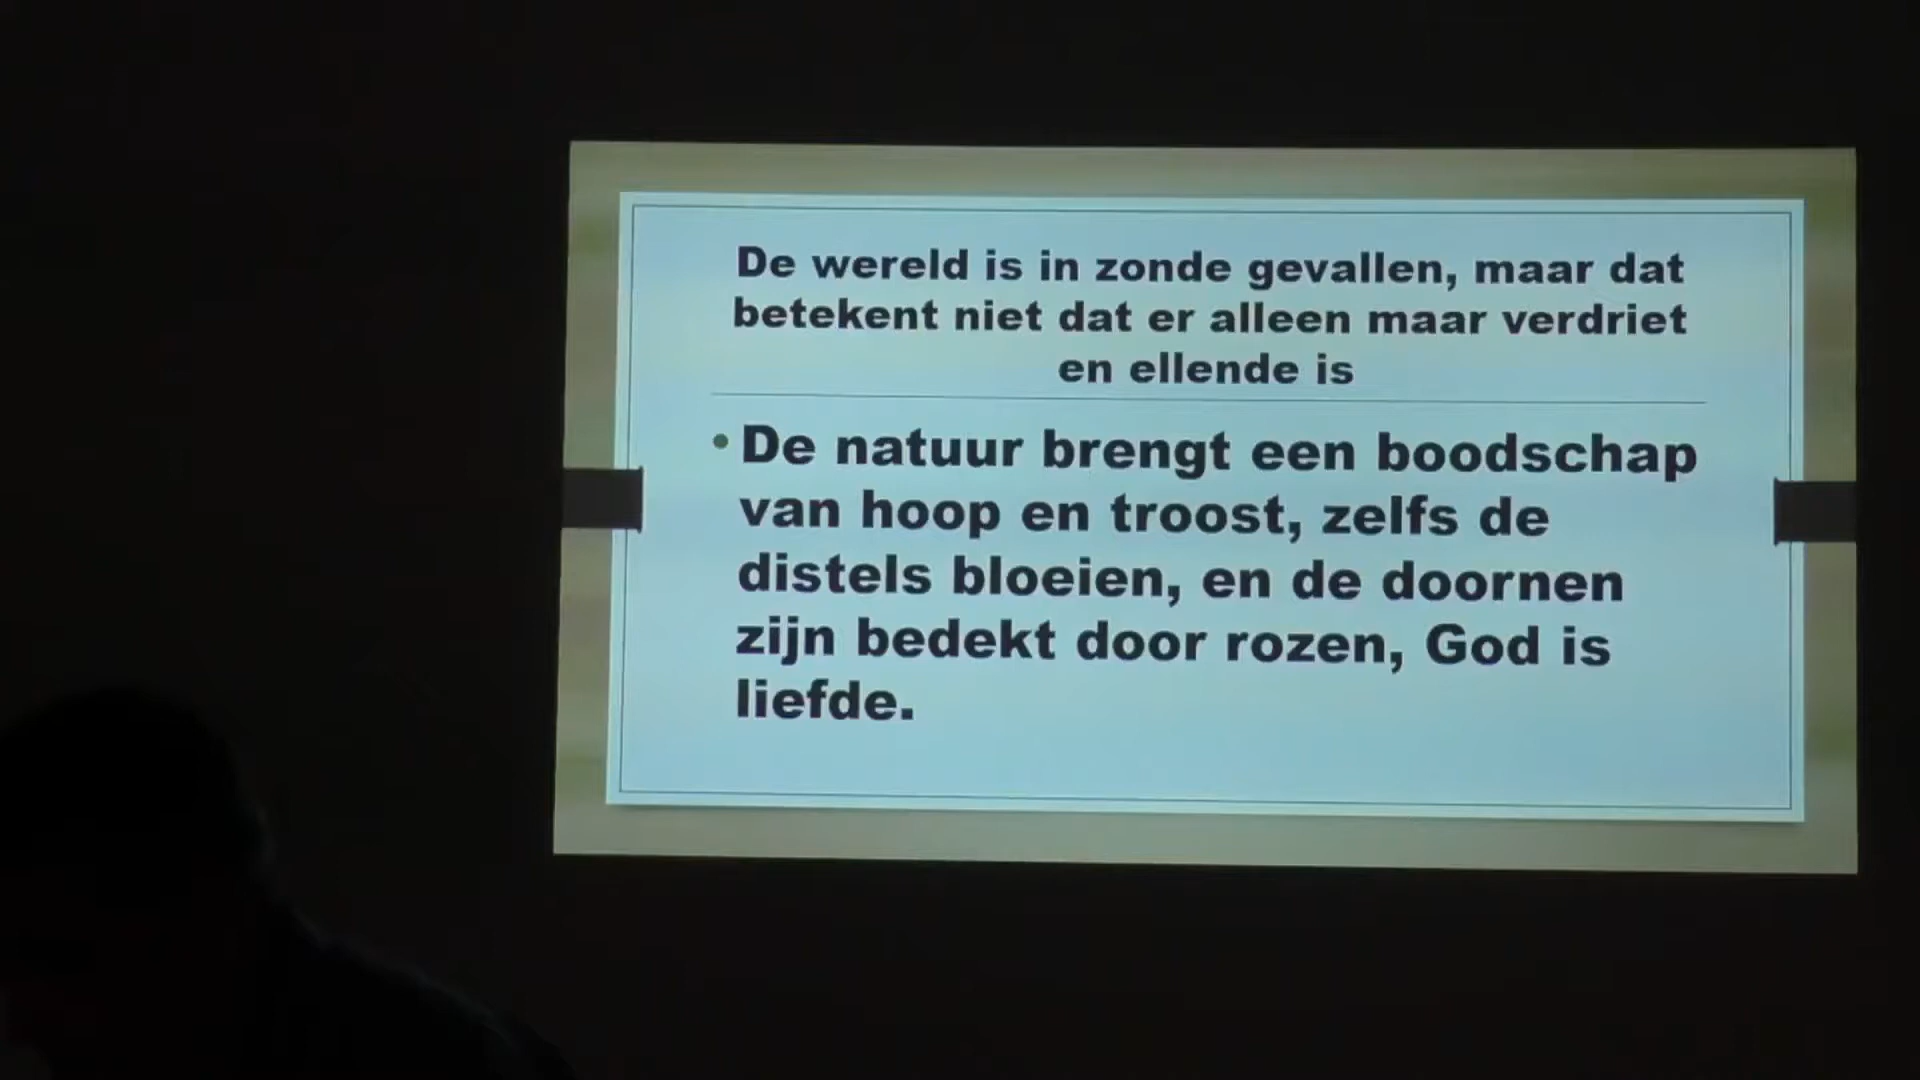 De wereld is in zonde gevallen, maar dat
betekent niet dat er alleen maar verdriet
en ellende is
• De natuur brengt een boodschap
van hoop en troost, zelfs de
distels bloeien, en de doornen
zijn bedekt door rozen, God is
liefde.